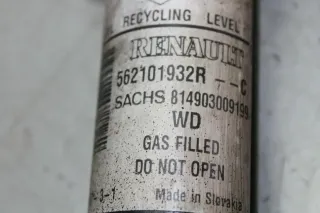 RECYCLING LEVEL
RENAULT
562101932R --C
SACHS 814903009199
WD
GAS FILLED
DO NOT OPEN
Made in Slovakia